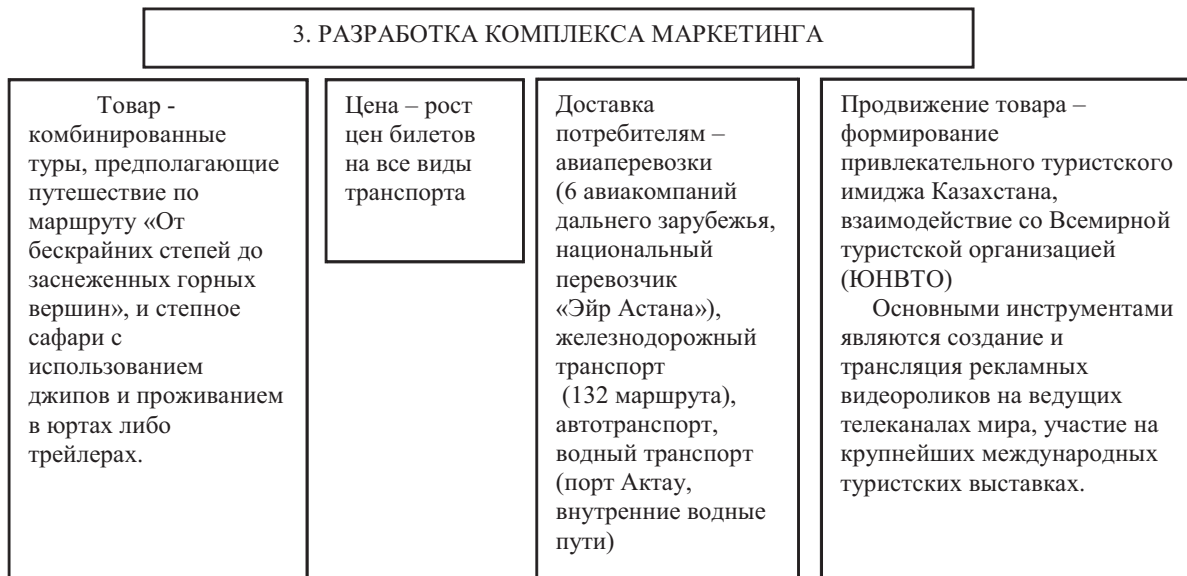 3. РАЗРАБОТКА КОМПЛЕКСА МАРКЕТИНГА
Товар -
комбинированные
туры, предполагающие
путешествие по
маршруту «От
бескрайних степей до
заснеженных горных
вершин», и степное
сафари с
использованием
джипов и проживанием
в юртах либо
трейлерах.
Цена – рост
цен билетов
на все виды
транспорта
Доставка
потребителям –
авиаперевозки
(6 авиакомпаний
дальнего зарубежья,
национальный
перевозчик
«Эйр Астана»),
железнодорожный
транспорт
(132 маршрута),
автотранспорт,
водный транспорт
(порт Актау,
внутренние водные
пути)
Продвижение товара –
формирование
привлекательного туристского
имиджа Казахстана,
взаимодействие со Всемирной
туристской организацией
(ЮНВТО)
Основными инструментами
являются создание и
трансляция рекламных
видеороликов на ведущих
телеканалах мира, участие на
крупнейших международных
туристских выставках.